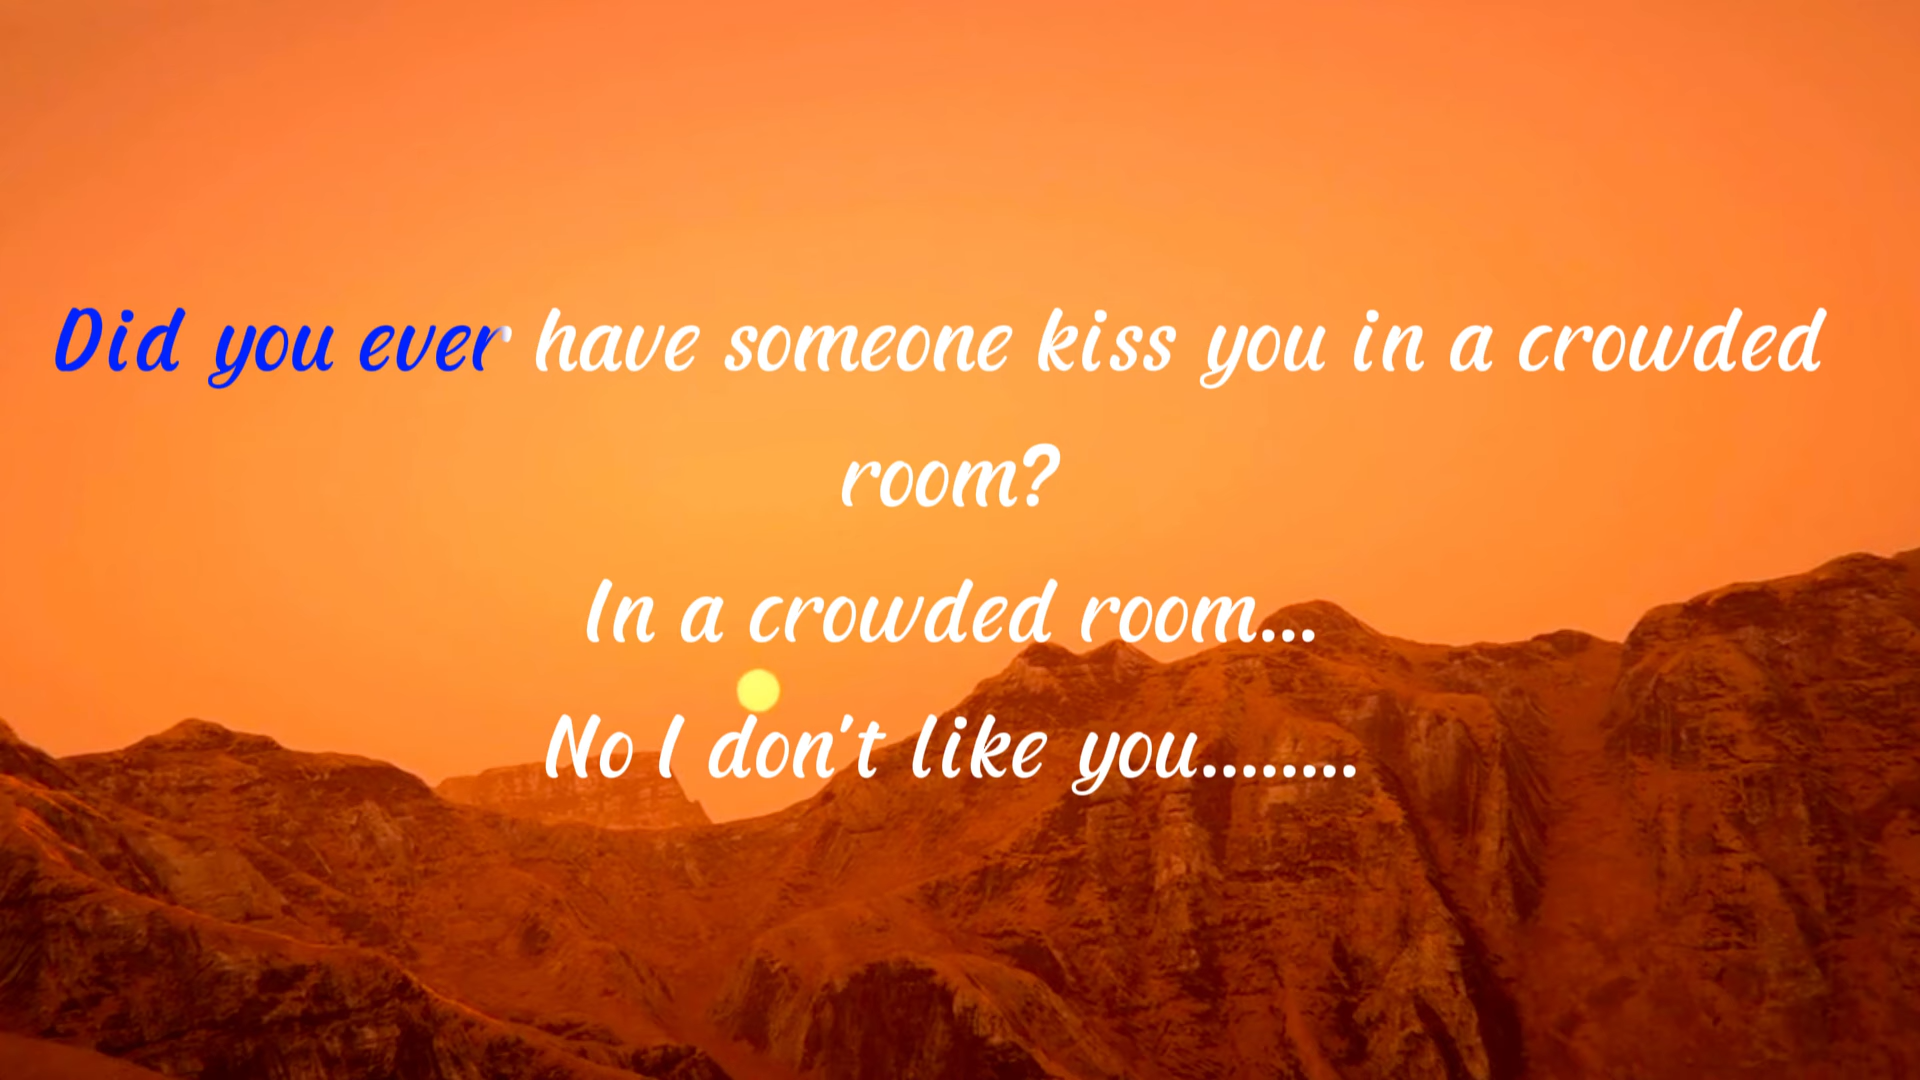 Did you ever have someone kiss you in a crowded
room?
In a crowded room...
No I don't like you........